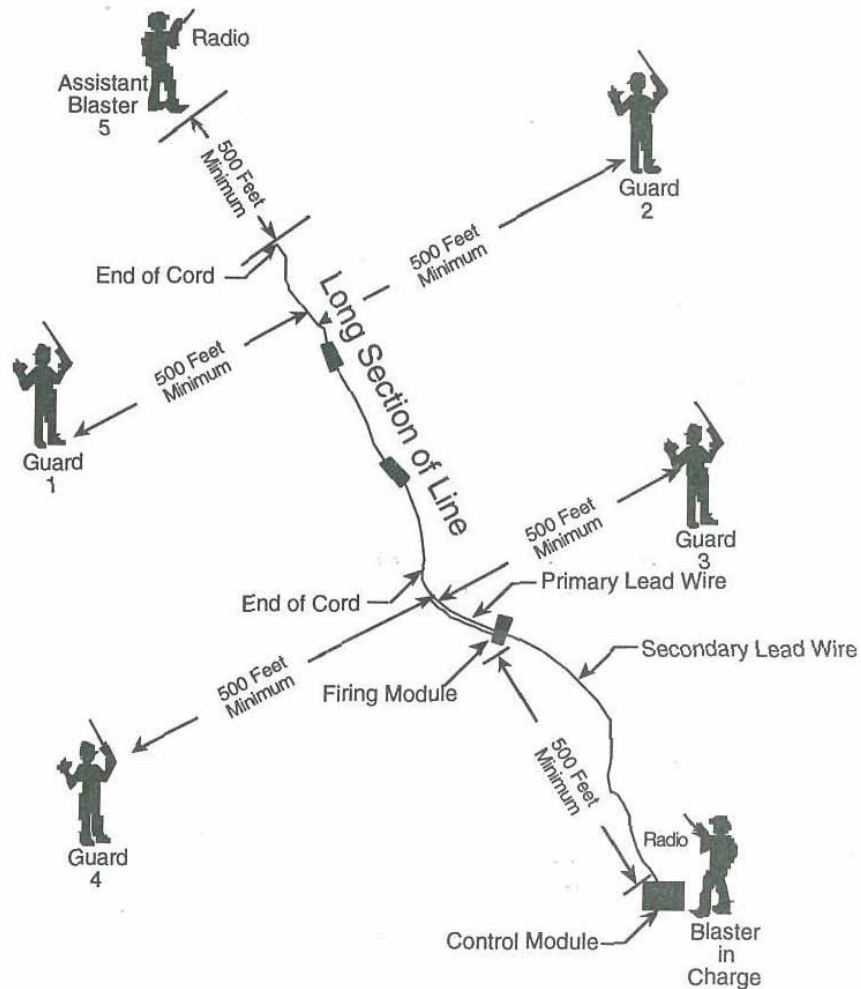 Radio
Assistant
Blaster
5
500 Feet
Minimum
Guard
2
End of Cord
500 Feet
Minimum
Long Section of Line
500 Feet
Minimum
Guard
1
500 Feet
Minimum
Guard
3
End of Cord
Primary Lead Wire
Secondary Lead Wire
Firing Module
500 Feet
Minimum
500 Feet
Minimum
Guard
4
Radio
Control Module
Blaster
in
Charge